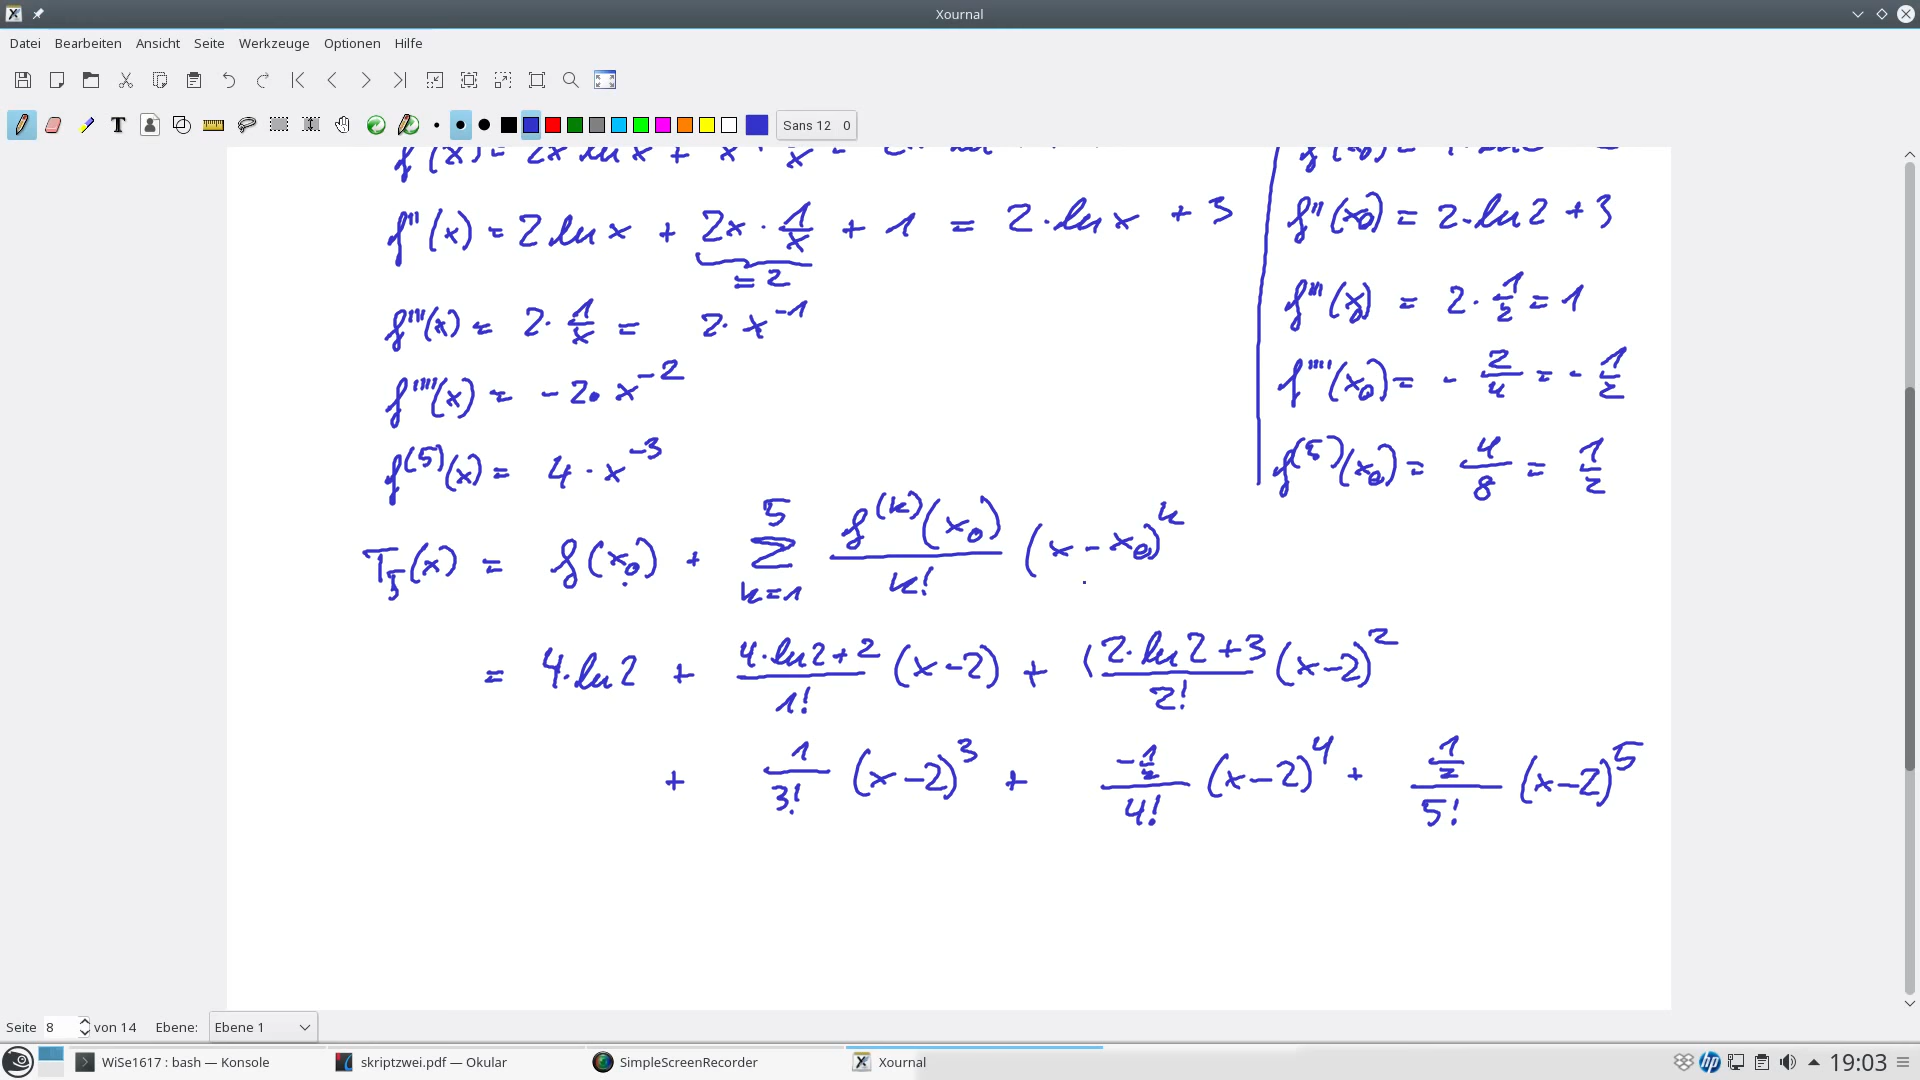 Xournal
Datei Bearbeiten Ansicht Seite Werkzeuge Optionen Hilfe
T Sans 12 0
f''(x) = 2 ln x + 2x · 1/x + 1 = 2 · ln x + 3
= 2
f''(x₀) = 2 · ln 2 + 3
f'''(x) = 2 · 1/x = 2 · x⁻¹
f'''(x₀) = 2 · 1/2 = 1
f''''(x) = -2 · x⁻²
f''''(x₀) = - 2/4 = - 1/2
f⁽⁵⁾(x) = 4 · x⁻³
f⁽⁵⁾(x₀) = 4/8 = 1/2
T₅(x) = f(x₀) + Σ_{k=1}^{5} f⁽ᵏ⁾(x₀)/k! (x - x₀)ᵏ
= 4 · ln 2 + (4 · ln 2 + 2)/1! (x-2) + (2 · ln 2 + 3)/2! (x-2)²
+ 1/3! (x-2)³ + (-1/2)/4! (x-2)⁴ + (1/2)/5! (x-2)⁵
Seite 8 von 14 Ebene: Ebene 1
WiSe1617 : bash — Konsole skriptzwei.pdf — Okular SimpleScreenRecorder Xournal hp 19:03